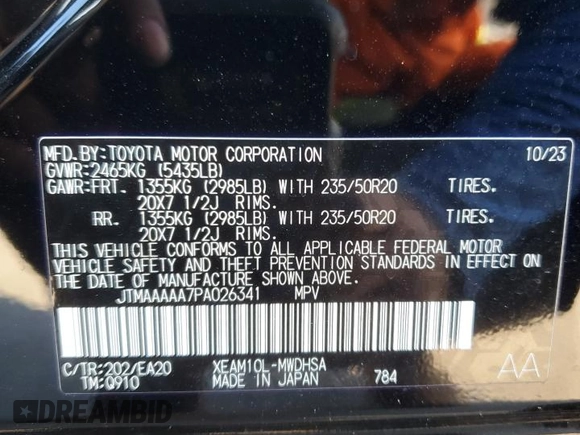 MFD.BY:TOYOTA MOTOR CORPORATION 10/23
GVWR:2465KG (5435LB)
GAWR:FRT. 1355KG (2985LB) WITH 235/50R20 TIRES.
20X7 1/2J RIMS.
RR. 1355KG (2985LB) WITH 235/50R20 TIRES.
20X7 1/2J RIMS.
THIS VEHICLE CONFORMS TO ALL APPLICABLE FEDERAL MOTOR
VEHICLE SAFETY AND THEFT PREVENTION STANDARDS IN EFFECT ON
THE DATE OF MANUFACTURE SHOWN ABOVE.
JTMAAAAA7PA026341 MPV
C/TR:202/EA20 XEAM10L-MWDHSA AA
TM:0910 MADE IN JAPAN 784
DREAMBID